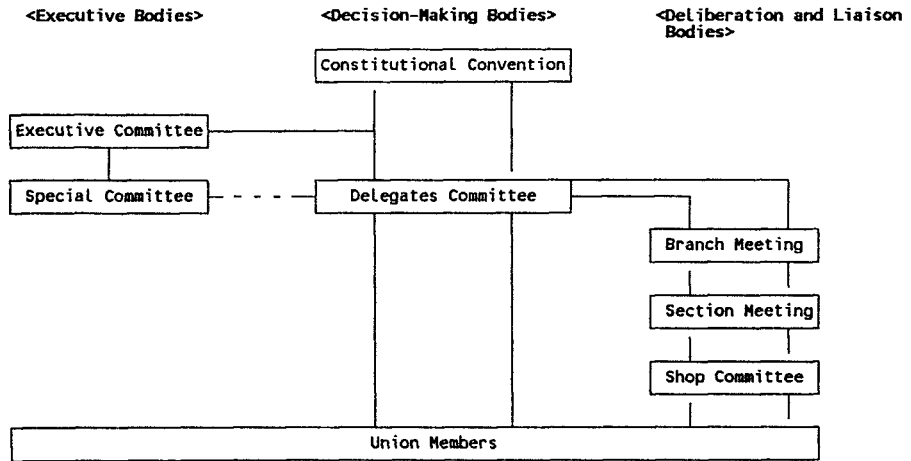 <Executive Bodies>
<Decision-Making Bodies>
<Deliberation and Liaison
Bodies>
Constitutional Convention
Executive Committee
Special Committee
Delegates Committee
Branch Meeting
Section Meeting
Shop Committee
Union Members